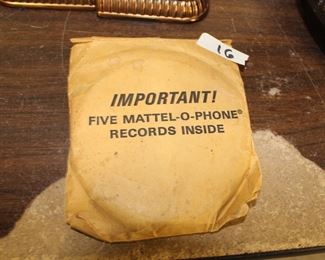 16
IMPORTANT!
FIVE MATTEL-O-PHONE®
RECORDS INSIDE